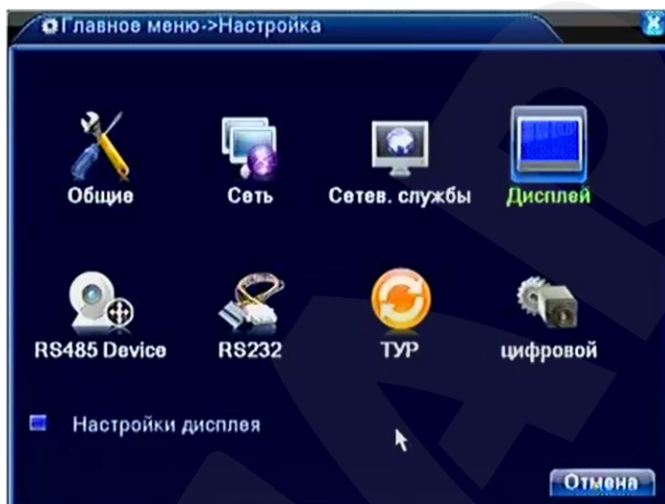 Главное меню->Настройка
Общие Сеть Сетев. службы Дисплей
RS485 Device RS232 ТУР цифровой
Настройки дисплея
Отмена